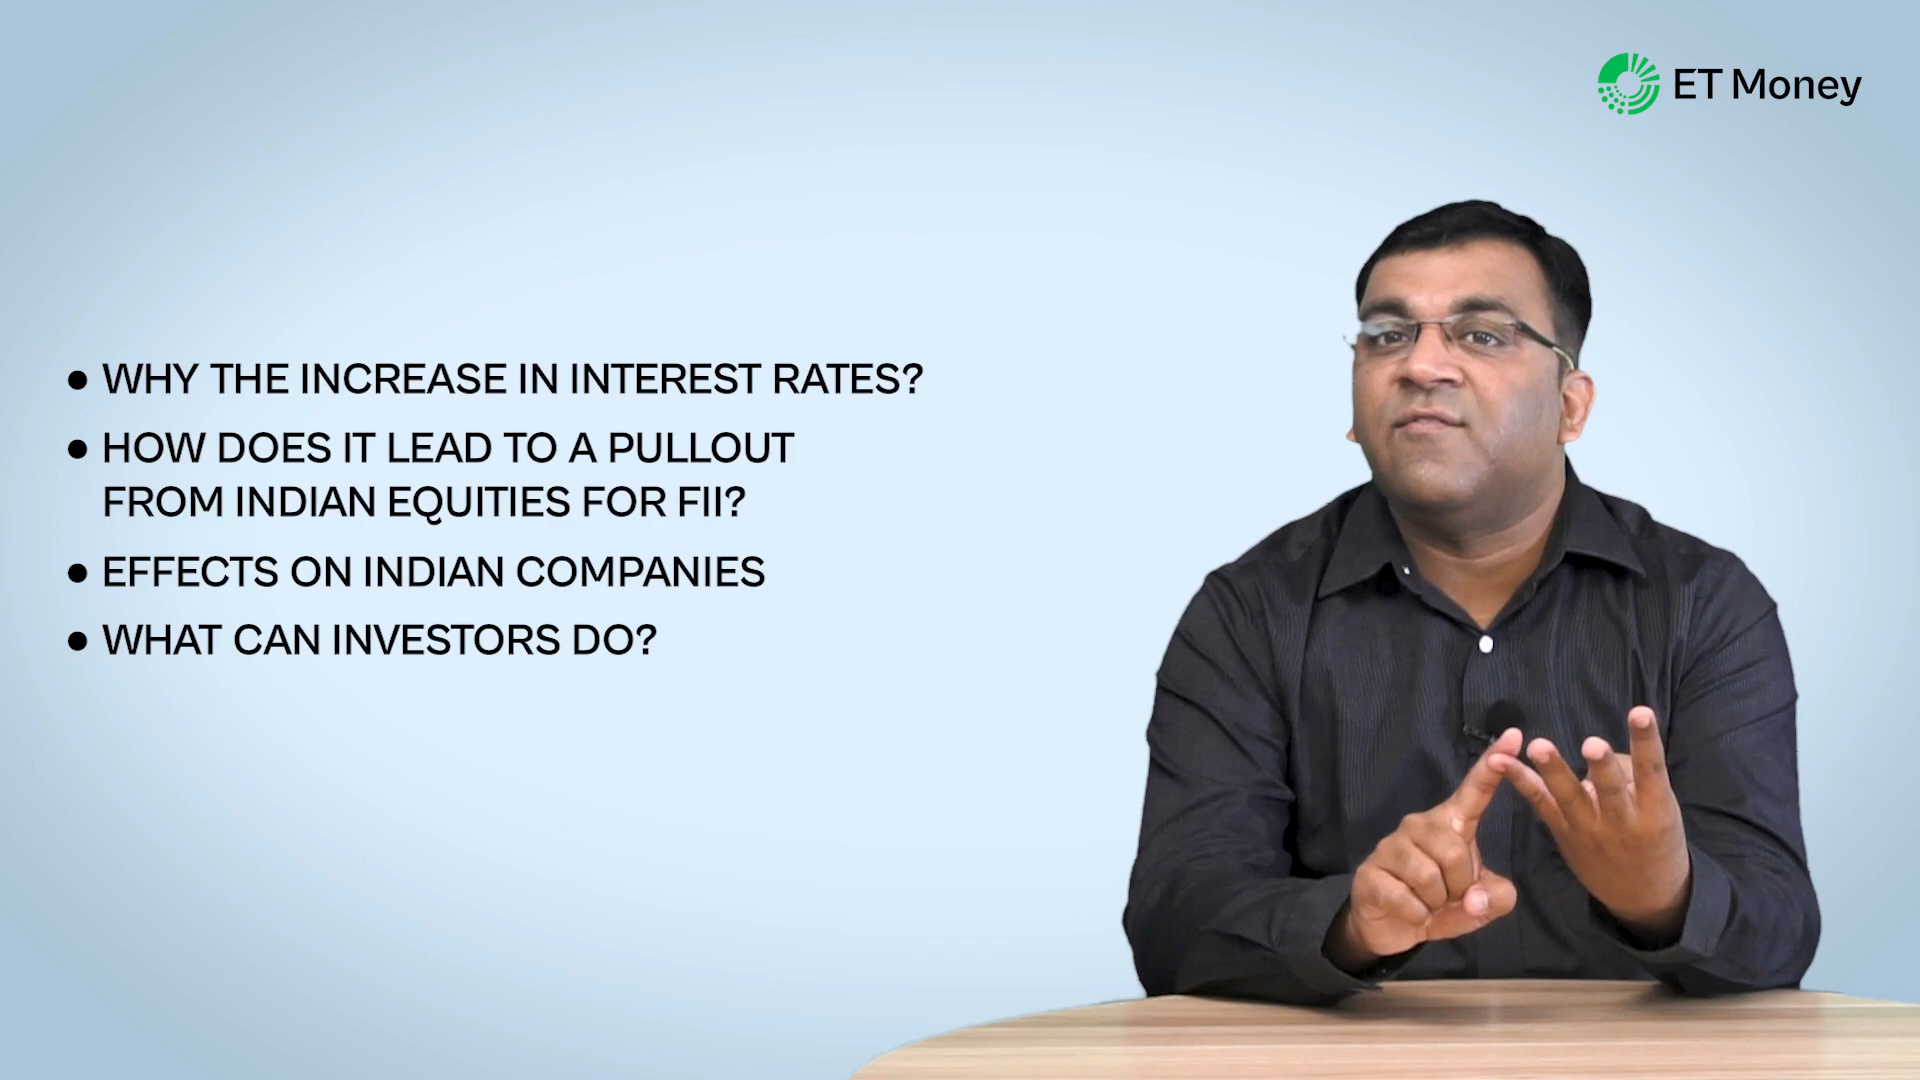 ET Money
● WHY THE INCREASE IN INTEREST RATES?
● HOW DOES IT LEAD TO A PULLOUT
FROM INDIAN EQUITIES FOR FII?
● EFFECTS ON INDIAN COMPANIES
● WHAT CAN INVESTORS DO?